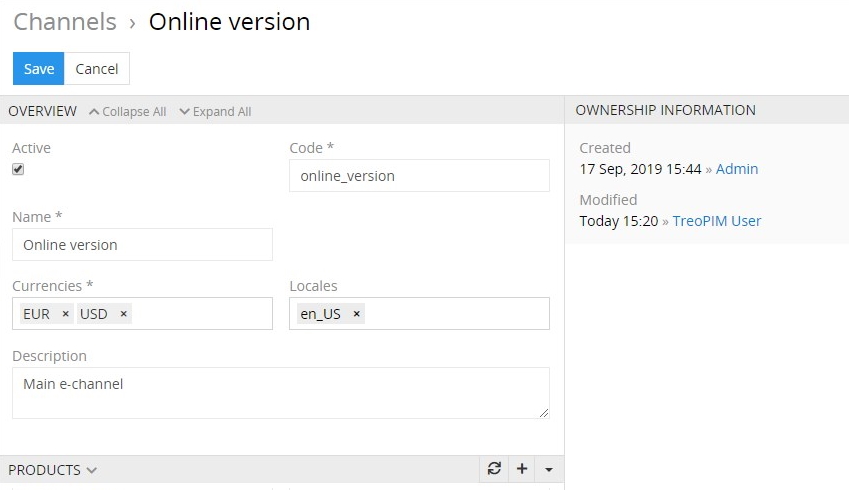 Channels › Online version
Save Cancel
OVERVIEW Collapse All Expand All
Active
Code *
online_version
Name *
Online version
Currencies *
EUR × USD ×
Locales
en_US ×
Description
Main e-channel
PRODUCTS
OWNERSHIP INFORMATION
Created
17 Sep, 2019 15:44 » Admin
Modified
Today 15:20 » TreoPIM User